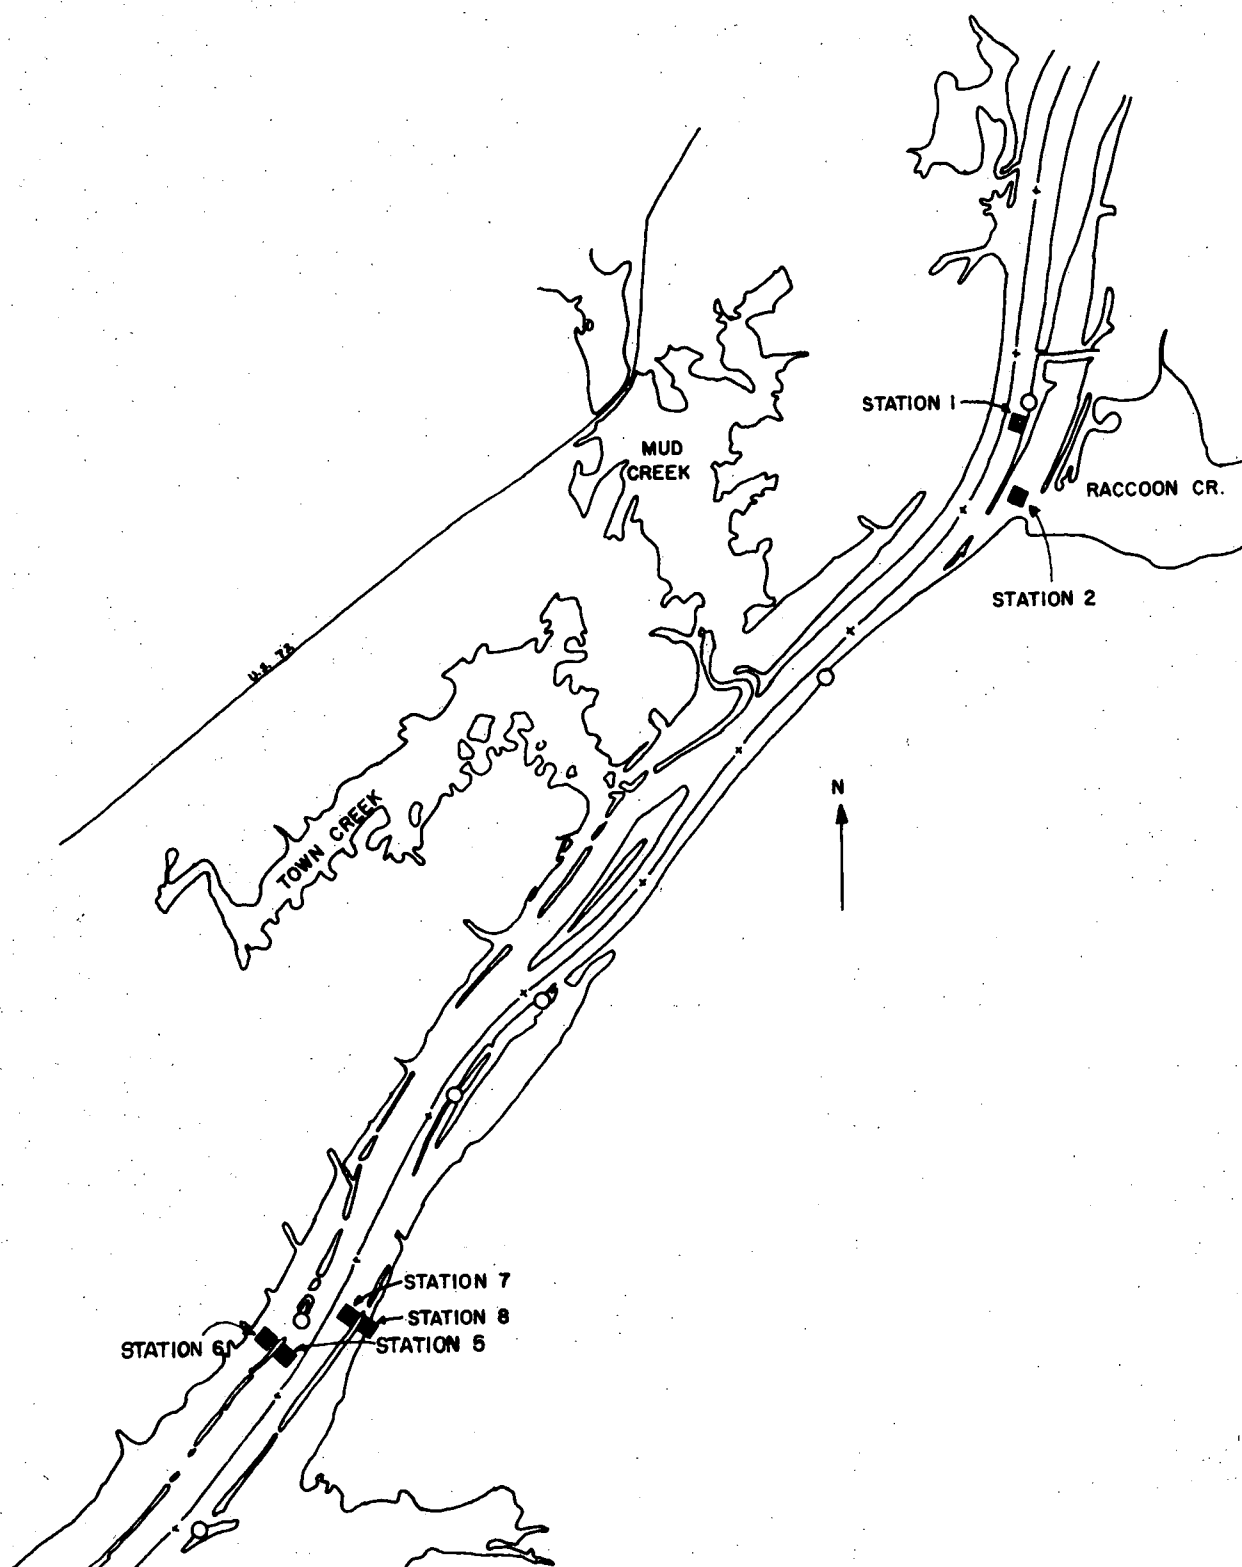 STATION 1
MUD
CREEK
RACCOON CR.
STATION 2
U.S. 72
N
TOWN CREEK
STATION 7
STATION 8
STATION 6
STATION 5